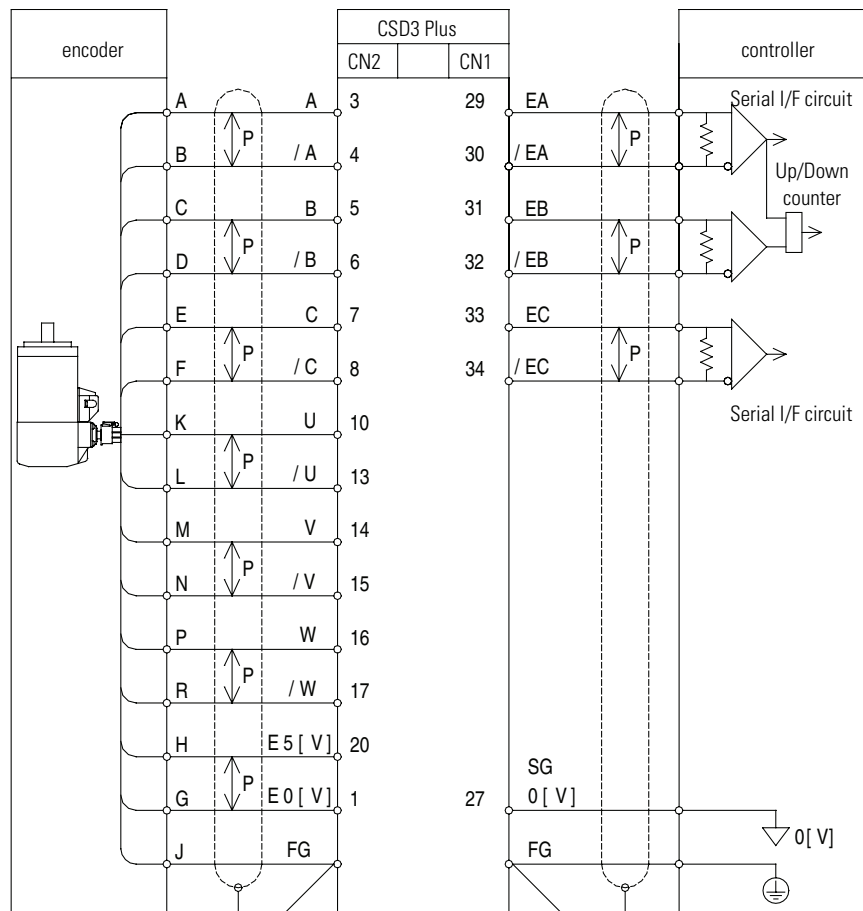 encoder
CSD3 Plus
CN2 CN1
controller
A A 3 29 EA Serial I/F circuit
P P
B / A 4 30 / EA
Up/Down
counter
C B 5 31 EB
P P
D / B 6 32 / EB
E C 7 33 EC
P P
F / C 8 34 / EC
Serial I/F circuit
K U 10
P
L / U 13
M V 14
P
N / V 15
P W 16
P
R / W 17
H E 5 [ V ] 20
P
SG
G E 0 [ V ] 1 27 0 [ V ]
0 [ V ]
J FG FG